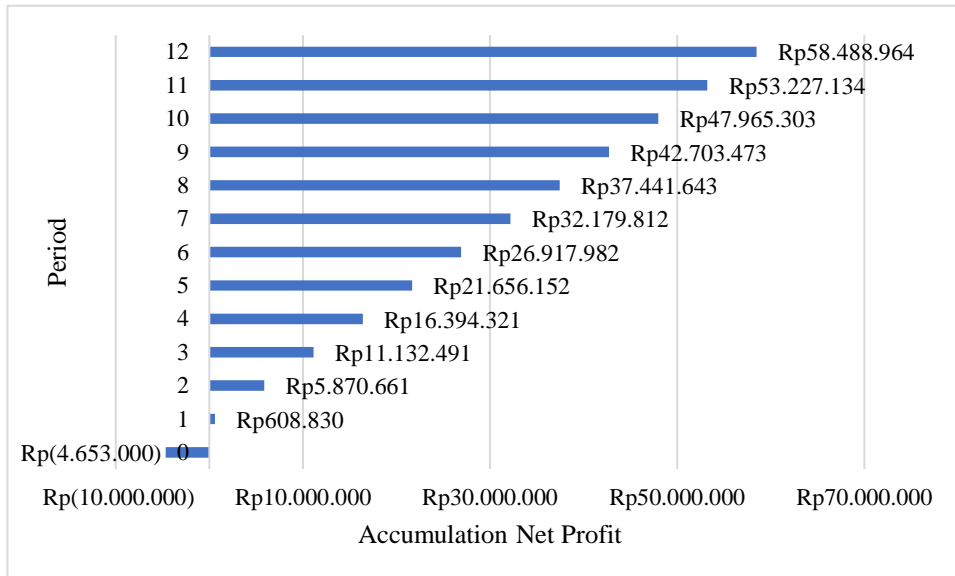 12 Rp58.488.964
11 Rp53.227.134
10 Rp47.965.303
9 Rp42.703.473
8 Rp37.441.643
7 Rp32.179.812
6 Rp26.917.982
5 Rp21.656.152
4 Rp16.394.321
3 Rp11.132.491
2 Rp5.870.661
1 Rp608.830
Rp(4.653.000) 0
Period
Rp(10.000.000) Rp10.000.000 Rp30.000.000 Rp50.000.000 Rp70.000.000
Accumulation Net Profit